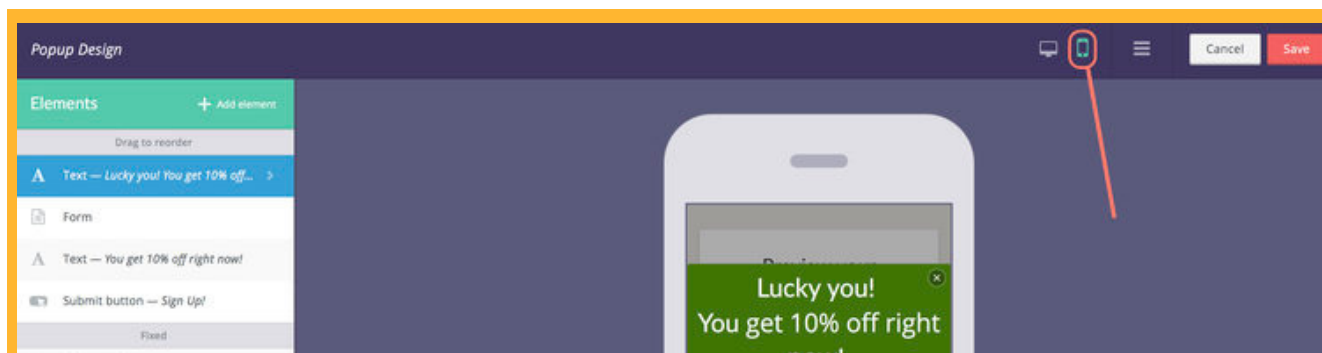 Popup Design
Cancel
Save
Elements
+ Add element
Drag to reorder
A Text — Lucky you! You get 10% off... >
Form
A Text — You get 10% off right now!
Submit button — Sign Up!
Fixed
Lucky you!
You get 10% off right